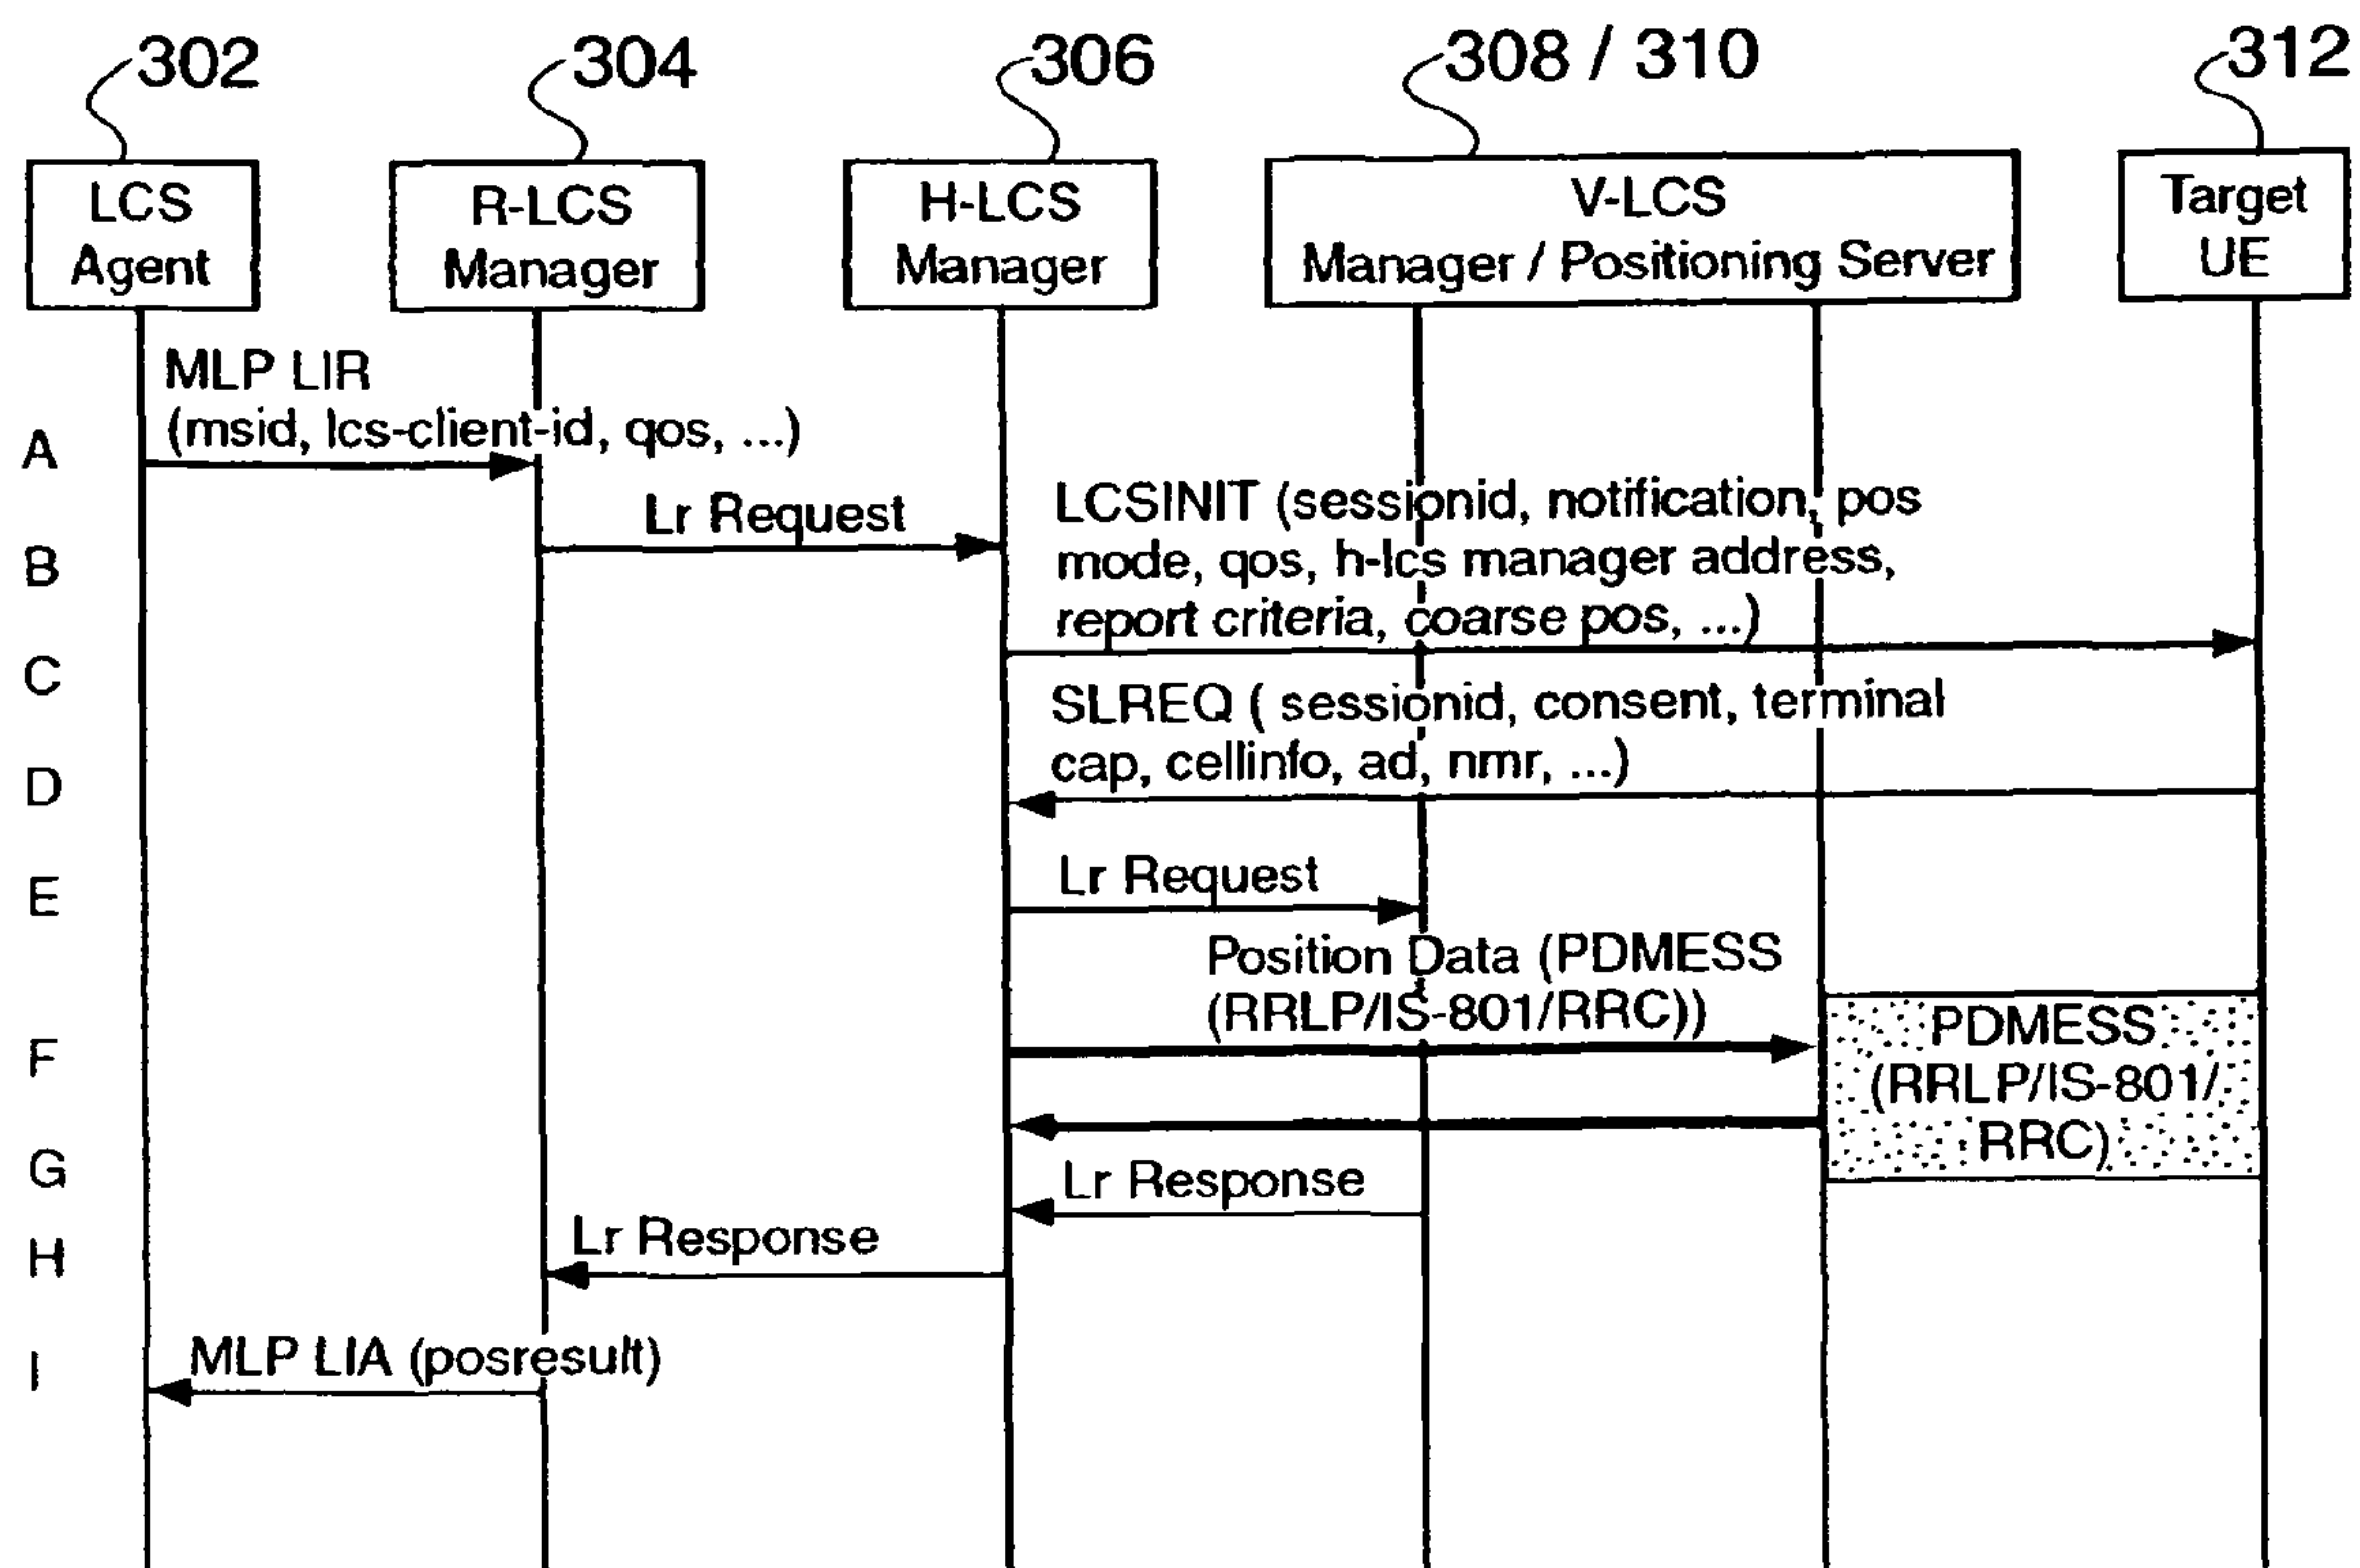 302
304
306
308 / 310
312
LCS
Agent
R-LCS
Manager
H-LCS
Manager
V-LCS
Manager / Positioning Server
Target
UE
MLP LIR
(msid, lcs-client-id, qos, ...)
A
Lr Request
B
LCSINIT (sessionid, notification, pos
mode, qos, h-lcs manager address,
report criteria, coarse pos, ...)
C
SLREQ ( sessionid, consent, terminal
cap, cellinfo, ad, nmr, ...)
D
E
Lr Request
Position Data (PDMESS
(RRLP/IS-801/RRC))
F
PDMESS
(RRLP/IS-801/
RRC)
G
Lr Response
H
Lr Response
I
MLP LIA (posresult)